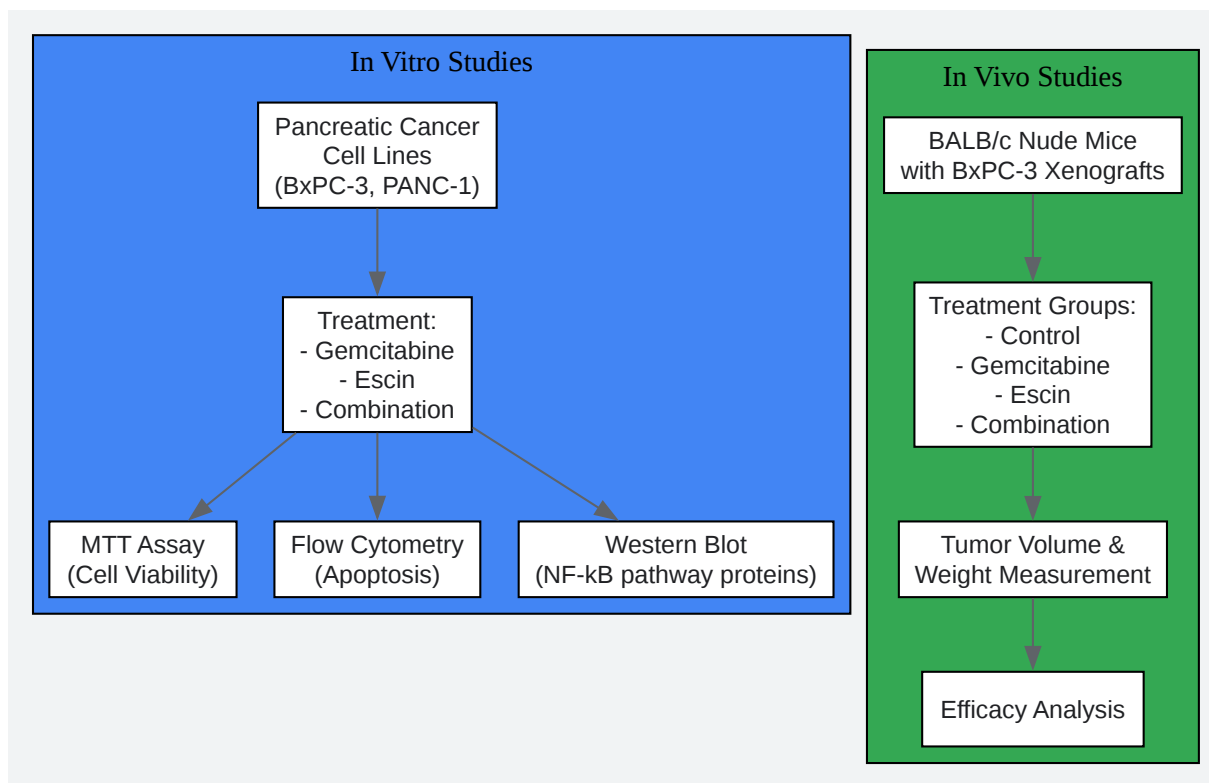 In Vitro Studies
Pancreatic Cancer
Cell Lines
(BxPC-3, PANC-1)
Treatment:
- Gemcitabine
- Escin
- Combination
MTT Assay
(Cell Viability)
Flow Cytometry
(Apoptosis)
Western Blot
(NF-kB pathway proteins)
In Vivo Studies
BALB/c Nude Mice
with BxPC-3 Xenografts
Treatment Groups:
- Control
- Gemcitabine
- Escin
- Combination
Tumor Volume &
Weight Measurement
Efficacy Analysis